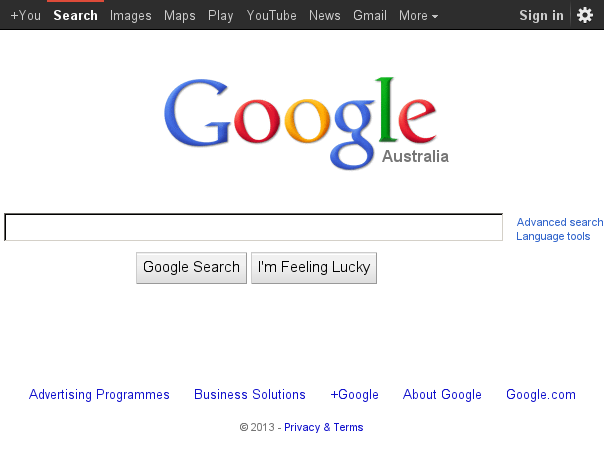 +You Search Images Maps Play YouTube News Gmail More Sign in
Google
Australia
Advanced search
Language tools
Google Search I'm Feeling Lucky
Advertising Programmes Business Solutions +Google About Google Google.com
© 2013 - Privacy & Terms